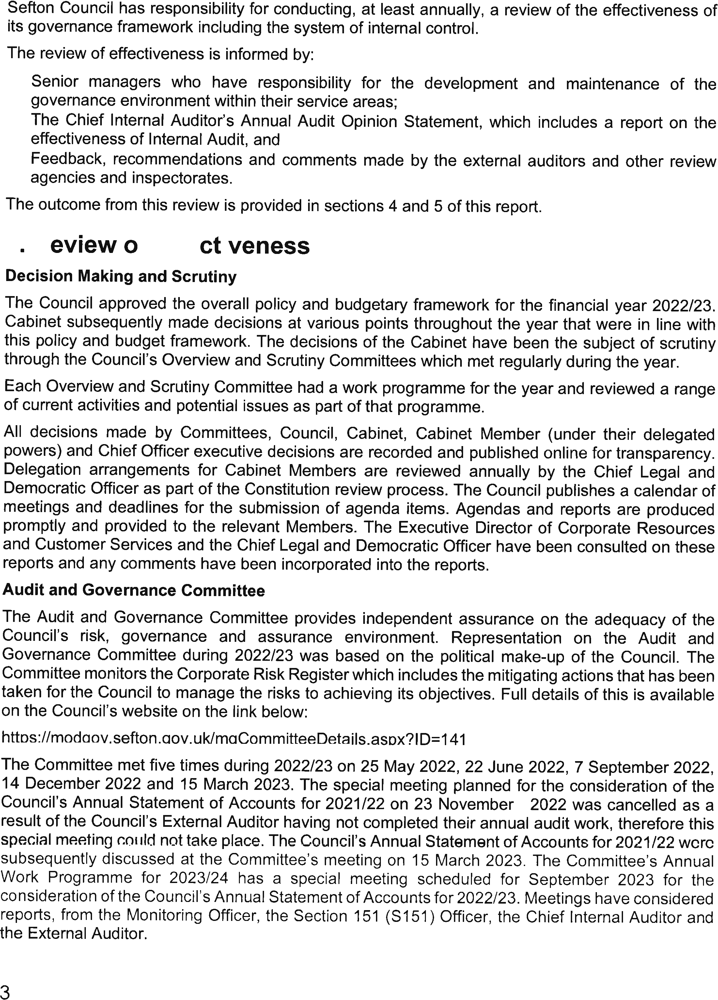 Sefton Council has responsibility for conducting, at least annually, a review of the effectiveness of
its governance framework including the system of internal control.
The review of effectiveness is informed by:
Senior managers who have responsibility for the development and maintenance of the
governance environment within their service areas;
The Chief Internal Auditor's Annual Audit Opinion Statement, which includes a report on the
effectiveness of Internal Audit, and
Feedback, recommendations and comments made by the external auditors and other review
agencies and inspectorates.
The outcome from this review is provided in sections 4 and 5 of this report.
. eview o ct veness
Decision Making and Scrutiny
The Council approved the overall policy and budgetary framework for the financial year 2022/23.
Cabinet subsequently made decisions at various points throughout the year that were in line with
this policy and budget framework. The decisions of the Cabinet have been the subject of scrutiny
through the Council's Overview and Scrutiny Committees which met regularly during the year.
Each Overview and Scrutiny Committee had a work programme for the year and reviewed a range
of current activities and potential issues as part of that programme.
All decisions made by Committees, Council, Cabinet, Cabinet Member (under their delegated
powers) and Chief Officer executive decisions are recorded and published online for transparency.
Delegation arrangements for Cabinet Members are reviewed annually by the Chief Legal and
Democratic Officer as part of the Constitution review process. The Council publishes a calendar of
meetings and deadlines for the submission of agenda items. Agendas and reports are produced
promptly and provided to the relevant Members. The Executive Director of Corporate Resources
and Customer Services and the Chief Legal and Democratic Officer have been consulted on these
reports and any comments have been incorporated into the reports.
Audit and Governance Committee
The Audit and Governance Committee provides independent assurance on the adequacy of the
Council's risk, governance and assurance environment. Representation on the Audit and
Governance Committee during 2022/23 was based on the political make-up of the Council. The
Committee monitors the Corporate Risk Register which includes the mitigating actions that has been
taken for the Council to manage the risks to achieving its objectives. Full details of this is available
on the Council's website on the link below:
https://modgov.sefton.gov.uk/mgCommitteeDetails.aspx?ID=141
The Committee met five times during 2022/23 on 25 May 2022, 22 June 2022, 7 September 2022,
14 December 2022 and 15 March 2023. The special meeting planned for the consideration of the
Council's Annual Statement of Accounts for 2021/22 on 23 November 2022 was cancelled as a
result of the Council's External Auditor having not completed their annual audit work, therefore this
special meeting could not take place. The Council's Annual Statement of Accounts for 2021/22 were
subsequently discussed at the Committee's meeting on 15 March 2023. The Committee's Annual
Work Programme for 2023/24 has a special meeting scheduled for September 2023 for the
consideration of the Council's Annual Statement of Accounts for 2022/23. Meetings have considered
reports, from the Monitoring Officer, the Section 151 (S151) Officer, the Chief Internal Auditor and
the External Auditor.
3